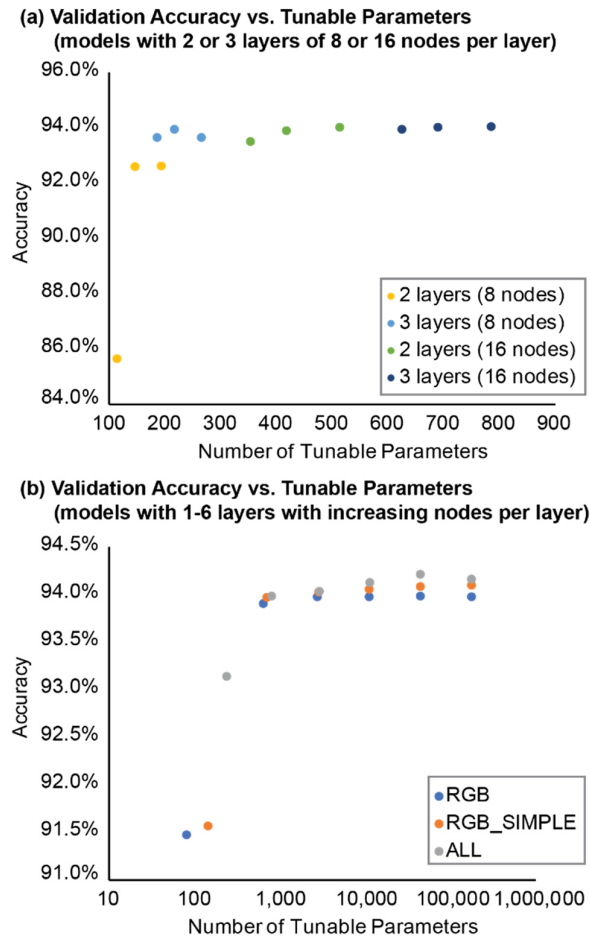 (a) Validation Accuracy vs. Tunable Parameters
(models with 2 or 3 layers of 8 or 16 nodes per layer)
96.0%
94.0%
92.0%
90.0%
88.0%
86.0%
84.0%
Accuracy
2 layers (8 nodes)
3 layers (8 nodes)
2 layers (16 nodes)
3 layers (16 nodes)
100 200 300 400 500 600 700 800 900
Number of Tunable Parameters
(b) Validation Accuracy vs. Tunable Parameters
(models with 1-6 layers with increasing nodes per layer)
94.5%
94.0%
93.5%
93.0%
92.5%
92.0%
91.5%
91.0%
Accuracy
RGB
RGB_SIMPLE
ALL
10 100 1,000 10,000 100,000 1,000,000
Number of Tunable Parameters